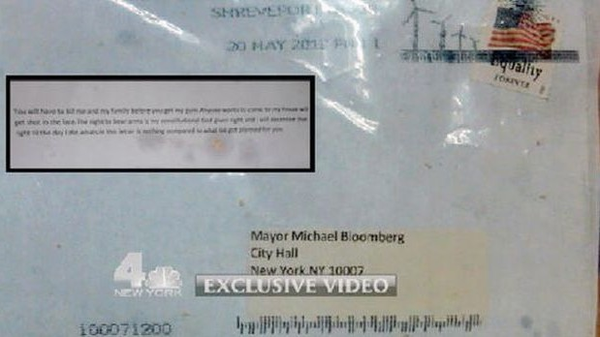 SHREVEPORT
20 MAY 201
Equality
FOREVER
You will have to kill me and my family before you get my guns. Anyone wants to come to my house will
get shot in the face. The right to bear arms is my constitutional God given right and I will exercise that
right till the day I die. What's in this letter is nothing compared to what ive got planned for you.
Mayor Michael Bloomberg
City Hall
New York NY 10007
4
NEW YORK
EXCLUSIVE VIDEO
100071200